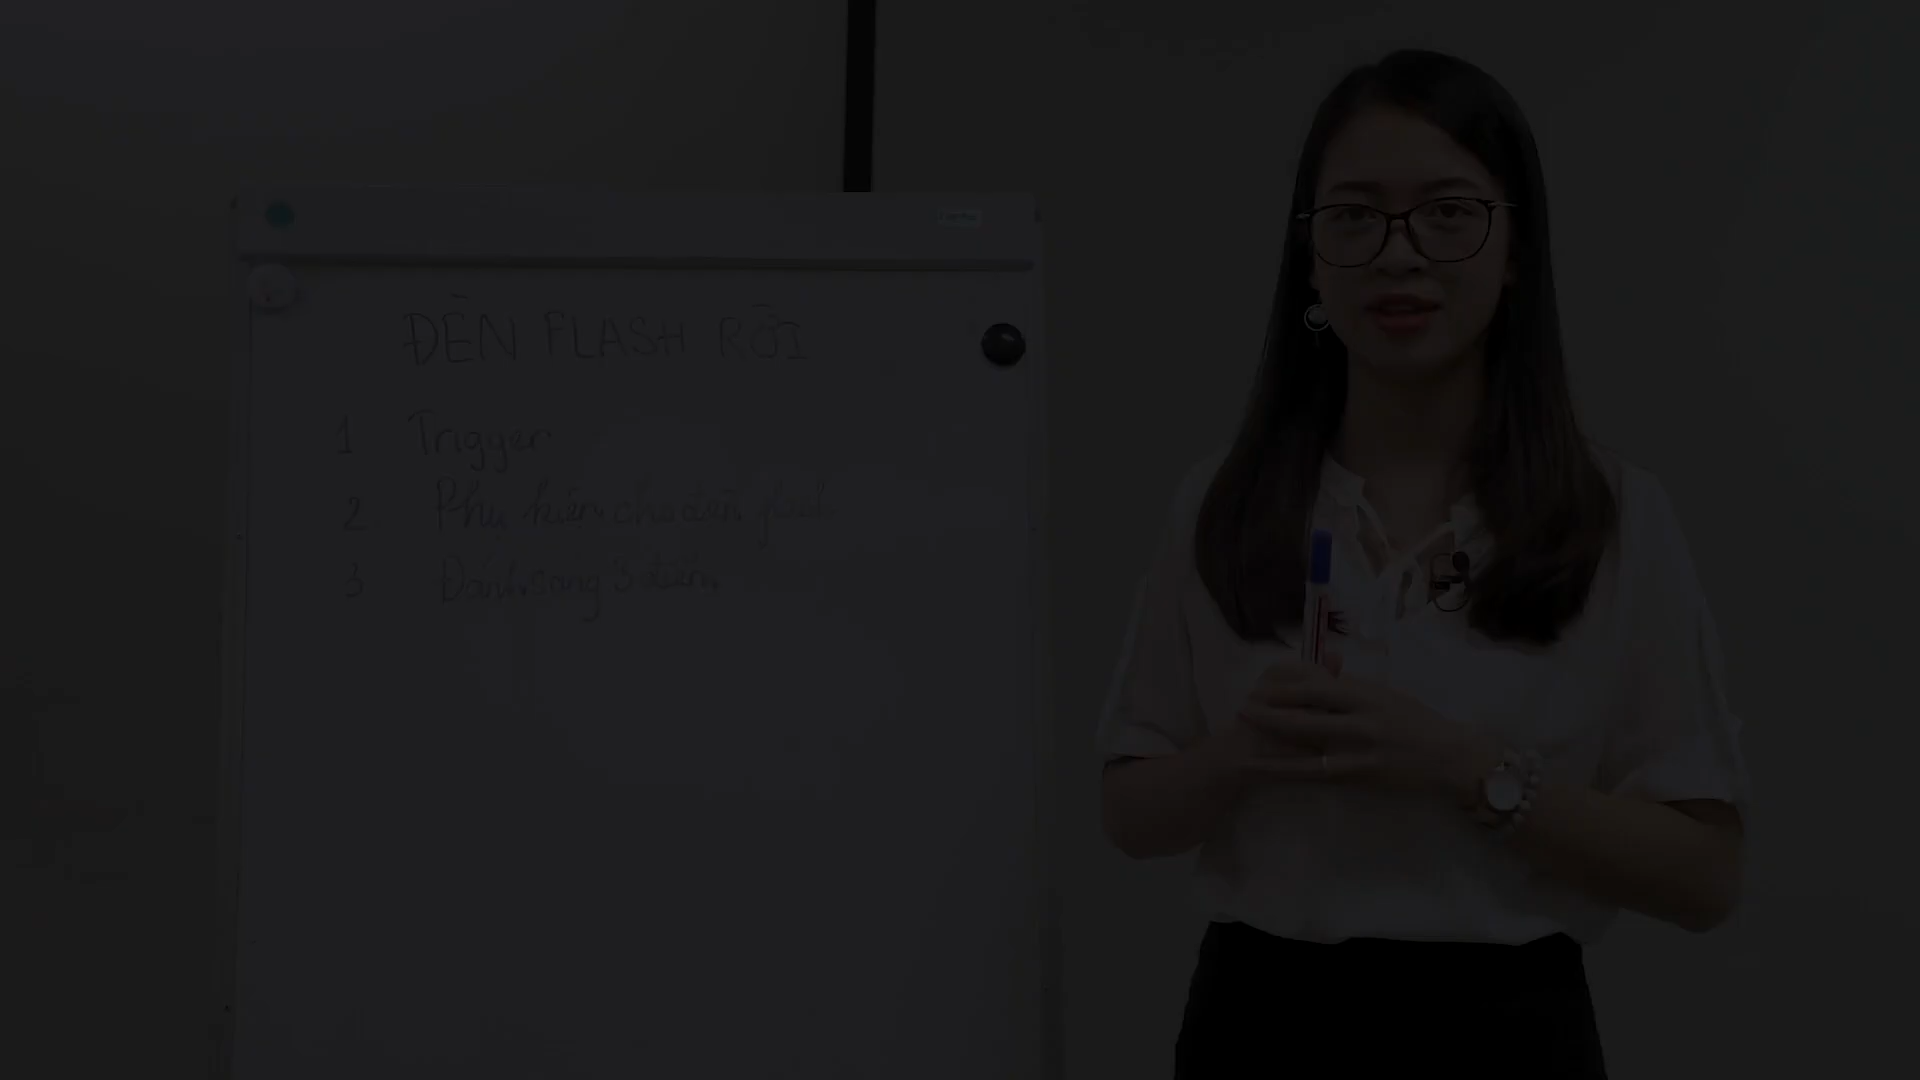 ĐÈN FLASH RỜI
1 Trigger
2. Phụ kiện cho đèn flash
3 Đánh sáng 3 điểm